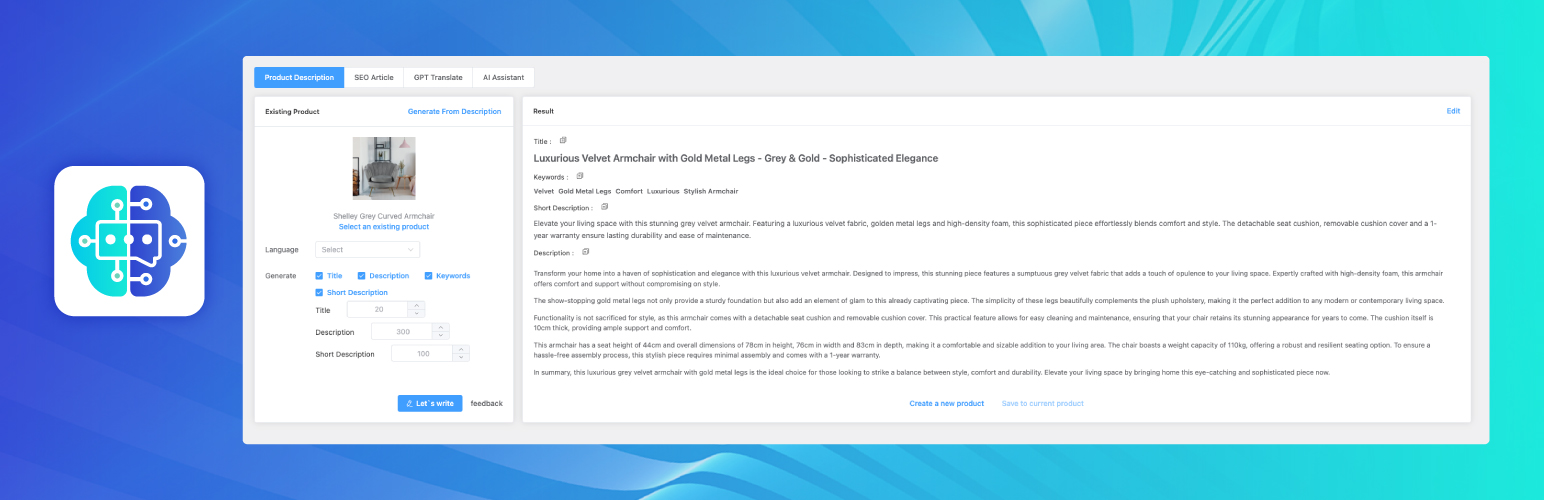 Product Description
SEO Article
GPT Translate
AI Assistant
Existing Product
Generate From Description
Shelley Grey Curved Armchair
Select an existing product
Language
Select
Generate
Title
Description
Keywords
Short Description
Title
20
Description
300
Short Description
100
Let`s write
feedback
Result
Edit
Title :
Luxurious Velvet Armchair with Gold Metal Legs - Grey & Gold - Sophisticated Elegance
Keywords :
Velvet Gold Metal Legs Comfort Luxurious Stylish Armchair
Short Description :
Elevate your living space with this stunning grey velvet armchair. Featuring a luxurious velvet fabric, golden metal legs and high-density foam, this sophisticated piece effortlessly blends comfort and style. The detachable seat cushion, removable cushion cover and a 1-
year warranty ensure lasting durability and ease of maintenance.
Description :
Transform your home into a haven of sophistication and elegance with this luxurious velvet armchair. Designed to impress, this stunning piece features a sumptuous grey velvet fabric that adds a touch of opulence to your living space. Expertly crafted with high-density foam, this armchair
offers comfort and support without compromising on style.
The show-stopping gold metal legs not only provide a sturdy foundation but also add an element of glam to this already captivating piece. The simplicity of these legs beautifully complements the plush upholstery, making it the perfect addition to any modern or contemporary living space.
Functionality is not sacrificed for style, as this armchair comes with a detachable seat cushion and removable cushion cover. This practical feature allows for easy cleaning and maintenance, ensuring that your chair retains its stunning appearance for years to come. The cushion itself is
10cm thick, providing ample support and comfort.
This armchair has a seat height of 44cm and overall dimensions of 78cm in height, 76cm in width and 83cm in depth, making it a comfortable and sizable addition to your living area. The chair boasts a weight capacity of 110kg, offering a robust and resilient seating option. To ensure a
hassle-free assembly process, this stylish piece requires minimal assembly and comes with a 1-year warranty.
In summary, this luxurious grey velvet armchair with gold metal legs is the ideal choice for those looking to strike a balance between style, comfort and durability. Elevate your living space by bringing home this eye-catching and sophisticated piece now.
Create a new product
Save to current product